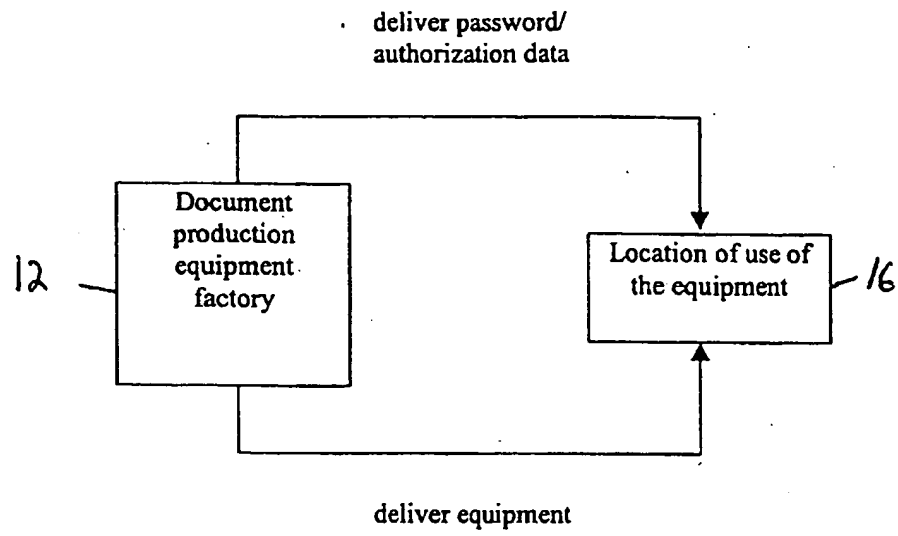 deliver password/
authorization data
Document
production
equipment
factory
12
Location of use of
the equipment
16
deliver equipment